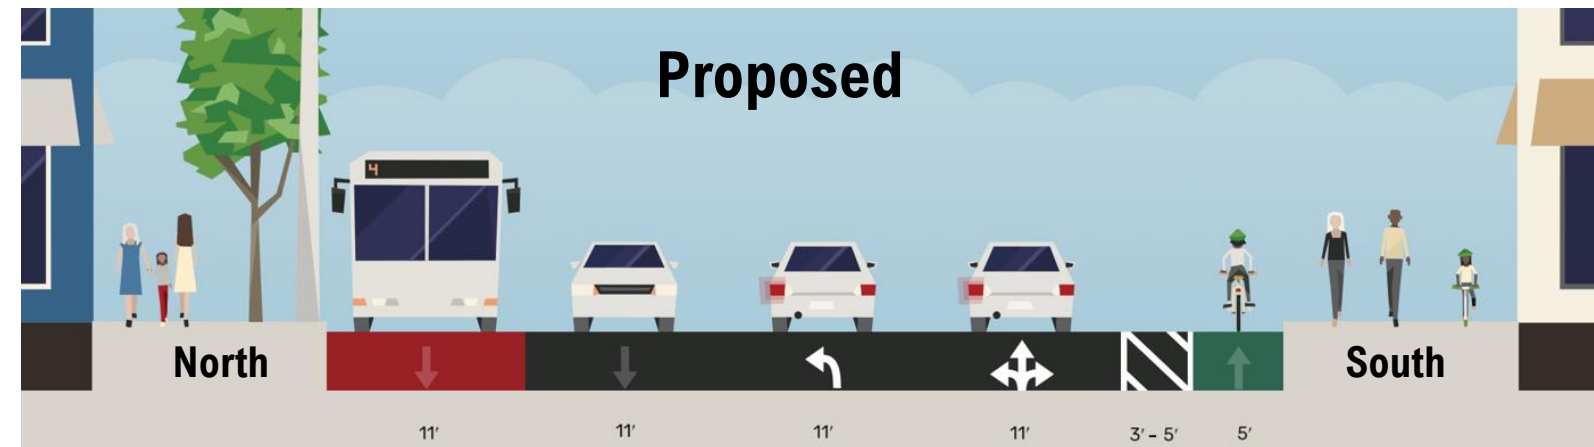 Proposed
4
North
South
11′ 11′ 11′ 11′ 3′ - 5′ 5′